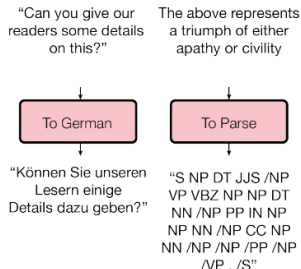 “Can you give our
readers some details
on this?”
To German
“Können Sie unseren
Lesern einige
Details dazu geben?”
The above represents
a triumph of either
apathy or civility
To Parse
“S NP DT JJS /NP
VP VBZ NP NP DT
NN /NP PP IN NP
NP NN /NP CC NP
NN /NP /NP /PP /NP
/VP . /S”